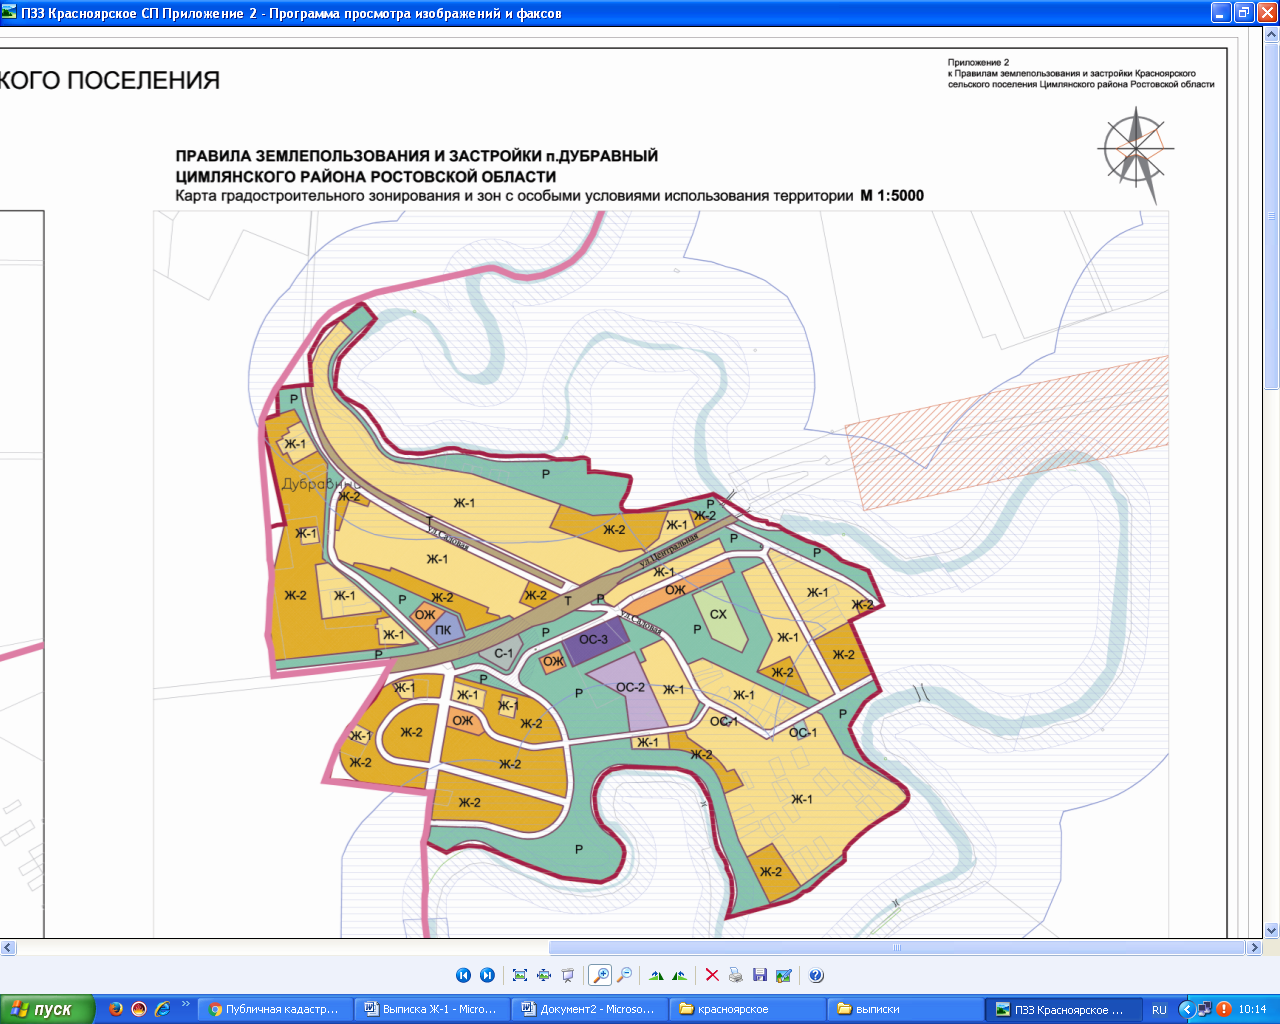 ПЗЗ Красноярское СП Приложение 2 - Программа просмотра изображений и факсов
КОГО ПОСЕЛЕНИЯ
Приложение 2
к Правилам землепользования и застройки Красноярского
сельского поселения Цимлянского района Ростовской области
ПРАВИЛА ЗЕМЛЕПОЛЬЗОВАНИЯ И ЗАСТРОЙКИ п.ДУБРАВНЫЙ
ЦИМЛЯНСКОГО РАЙОНА РОСТОВСКОЙ ОБЛАСТИ
Карта градостроительного зонирования и зон с особыми условиями использования территории М 1:5000
Р
Ж-1
Р
Дубравный
Ж-2
Ж-1
Р
Ж-2
Т
ул.Садовая
Ж-2
Ж-1
Ж-1
ул.Центральная
Р
Р
Ж-1
Ж-1
ОЖ
Ж-2
Ж-1
Р
Ж-2
Ж-2
Т
Р
Ж-1
Ж-2
ОЖ
ПК
СХ
ул.Садовая
Р
Ж-1
Р
ОС-3
Ж-1
Р
С-1
ОЖ
Ж-2
Ж-2
Р
Ж-1
Ж-1
Ж-1
Р
ОС-2
Ж-1
Ж-1
Р
ОЖ
Ж-2
ОС-1
ОС-1
Ж-2
Ж-1
Ж-1
Ж-2
Ж-2
Ж-2
Ж-2
Ж-1
Р
Ж-2
пуск
Публичная кадастр...
Выписка Ж-1 - Micro...
Документ2 - Microso...
красноярское
выписки
ПЗЗ Красноярское ...
RU
10:14